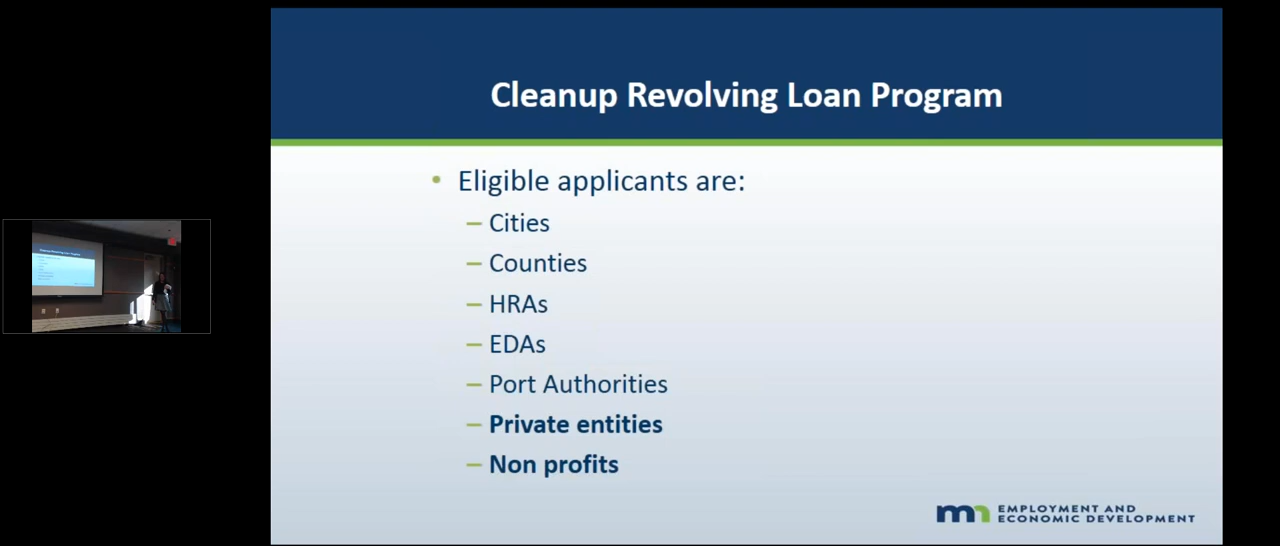 Cleanup Revolving Loan Program
• Eligible applicants are:
– Cities
– Counties
– HRAs
– EDAs
– Port Authorities
– Private entities
– Non profits
mn EMPLOYMENT AND
ECONOMIC DEVELOPMENT